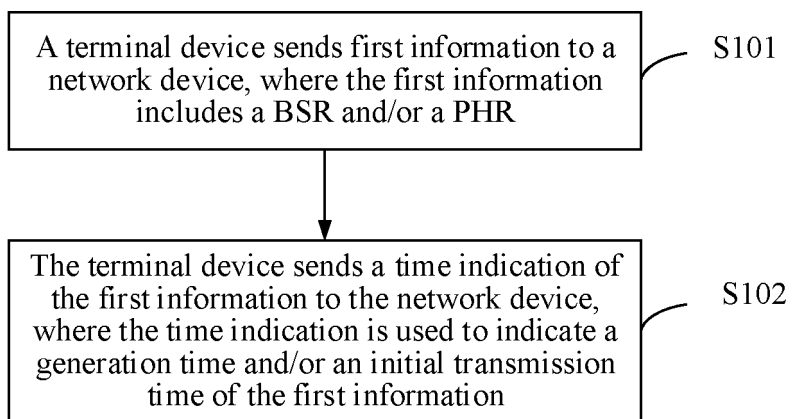 A terminal device sends first information to a
network device, where the first information
includes a BSR and/or a PHR
S101
The terminal device sends a time indication of
the first information to the network device,
where the time indication is used to indicate a
generation time and/or an initial transmission
time of the first information
S102